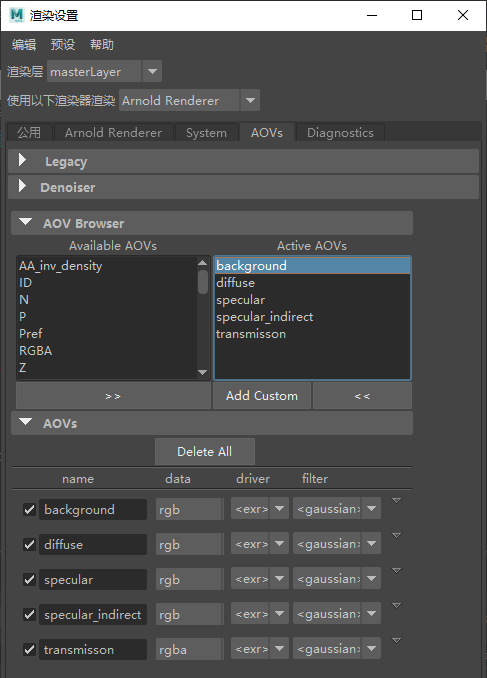 渲染设置
编辑 预设 帮助
渲染层 masterLayer
使用以下渲染器渲染 Arnold Renderer
公用 Arnold Renderer System AOVs Diagnostics
Legacy
Denoiser
AOV Browser
Available AOVs Active AOVs
AA_inv_density background
ID diffuse
N specular
P specular_indirect
Pref transmisson
RGBA
Z
>> Add Custom <<
AOVs
Delete All
name data driver filter
background rgb <exr> <gaussian>
diffuse rgb <exr> <gaussian>
specular rgb <exr> <gaussian>
specular_indirect rgb <exr> <gaussian>
transmisson rgba <exr> <gaussian>